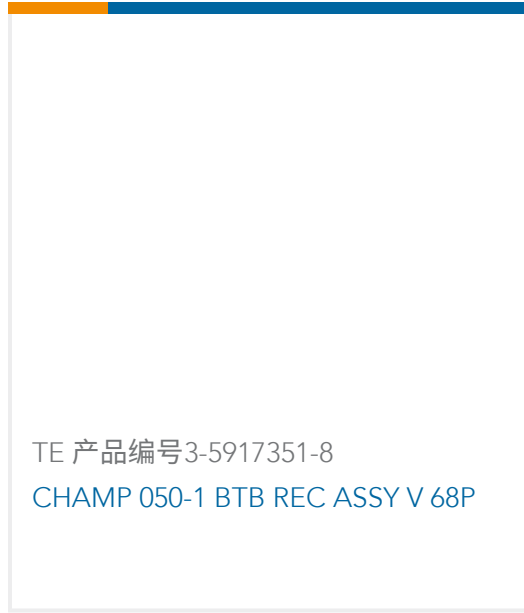 TE 产品编号3-5917351-8
CHAMP 050-1 BTB REC ASSY V 68P